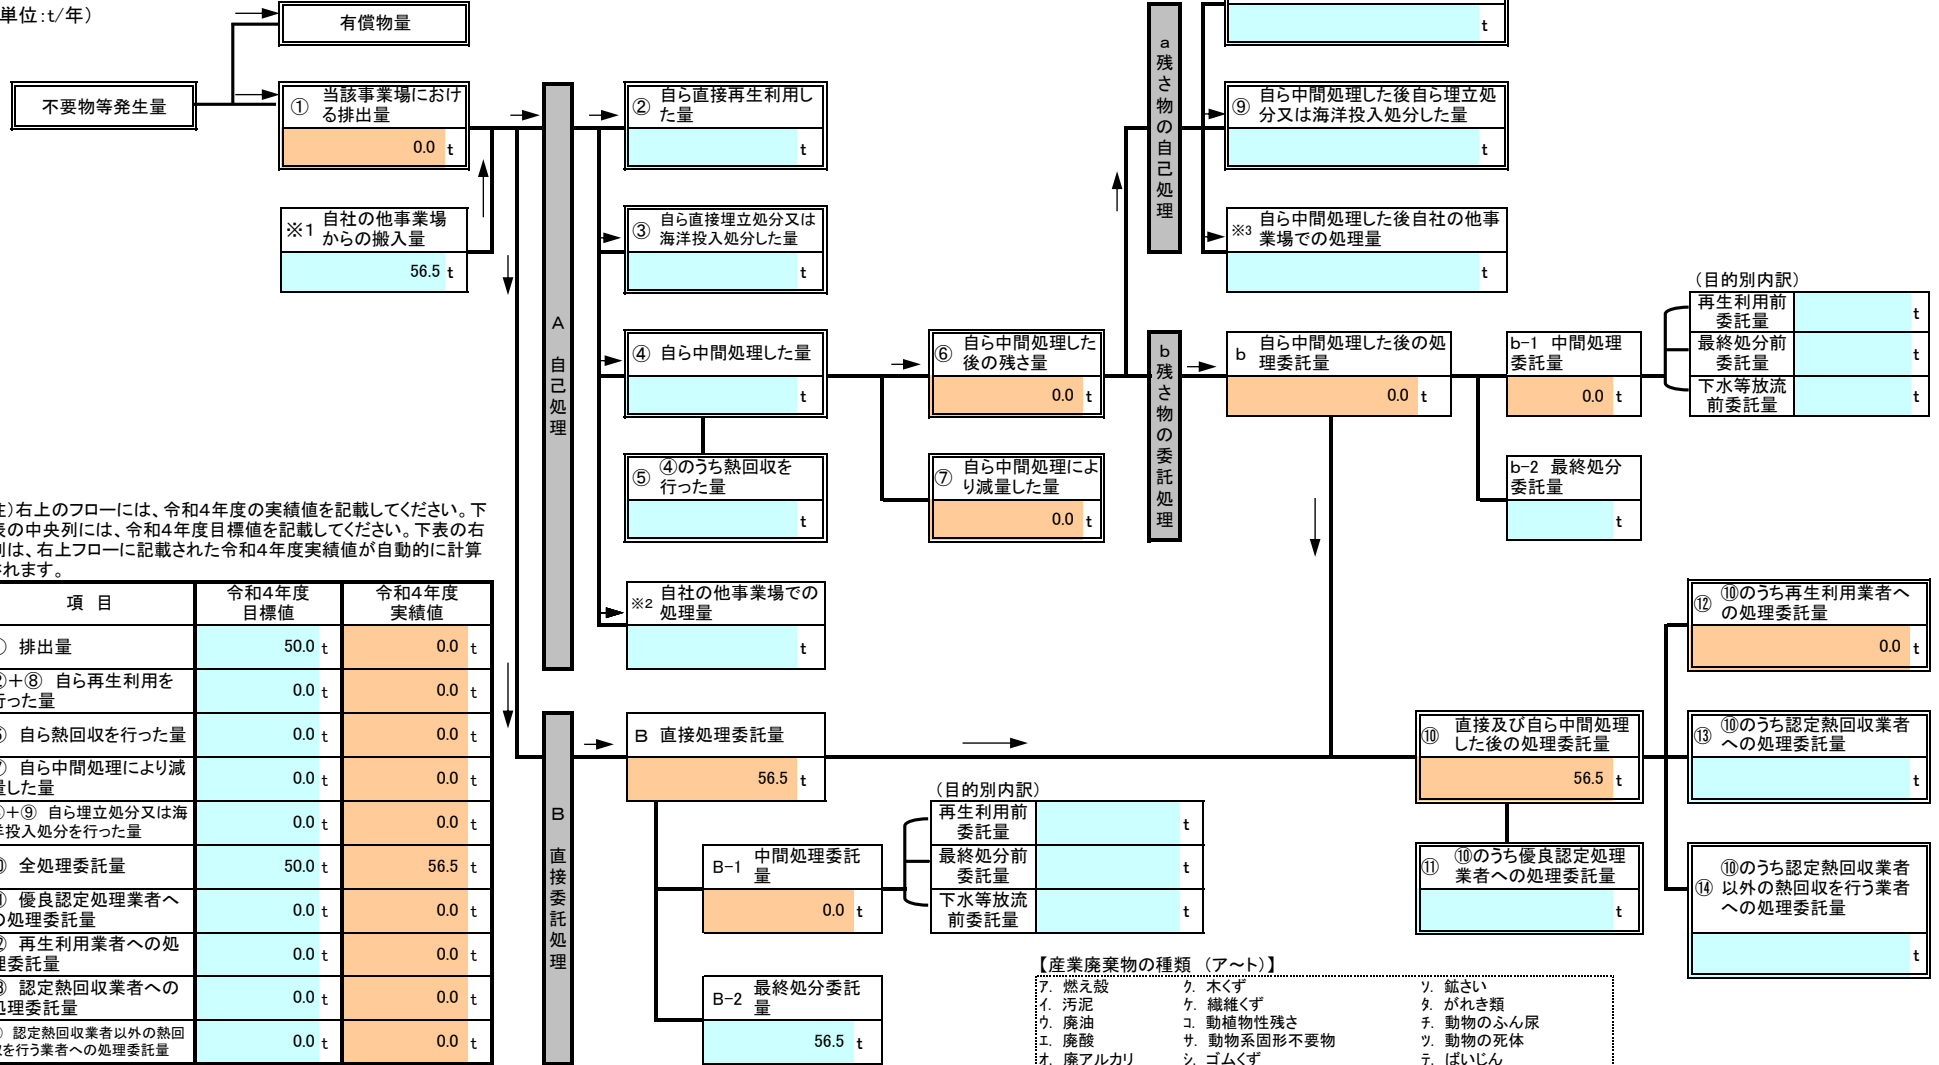 単位：t/年）
有償物量
不要物等発生量
① 当該事業場におけ
る排出量
0.0 t
※1 自社の他事業場
からの搬入量
56.5 t
A 自己処理
② 自ら直接再生利用し
た量
t
③ 自ら直接埋立処分又は
海洋投入処分した量
t
④ 自ら中間処理した量
t
⑤ ④のうち熱回収を
行った量
t
※2 自社の他事業場での
処理量
t
⑥ 自ら中間処理した
後の残さ量
0.0 t
⑦ 自ら中間処理によ
り減量した量
0.0 t
a残さ物の自己処理
t
⑨ 自ら中間処理した後自ら埋立処
分又は海洋投入処分した量
t
※3 自ら中間処理した後自社の他事
業場での処理量
t
b残さ物の委託処理
b 自ら中間処理した後の処
理委託量
0.0 t
b-1 中間処理
委託量
0.0 t
b-2 最終処分
委託量
t
（目的別内訳）
再生利用前
委託量
t
最終処分前
委託量
t
下水等放流
前委託量
t
注）右上のフローには、令和4年度の実績値を記載してください。下
表の中央列には、令和4年度目標値を記載してください。下表の右
列は、右上フローに記載された令和4年度実績値が自動的に計算
されます。
項 目 令和4年度
目標値 令和4年度
実績値
排出量 50.0 t 0.0 t
②+⑧ 自ら再生利用を
行った量 0.0 t 0.0 t
自ら熱回収を行った量 0.0 t 0.0 t
⑦ 自ら中間処理により減
量した量 0.0 t 0.0 t
+⑨ 自ら埋立処分又は海
洋投入処分を行った量 0.0 t 0.0 t
全処理委託量 50.0 t 56.5 t
優良認定処理業者へ
の処理委託量 0.0 t 0.0 t
再生利用業者への処
理委託量 0.0 t 0.0 t
認定熱回収業者への
処理委託量 0.0 t 0.0 t
認定熱回収業者以外の熱回
収を行う業者への処理委託量 0.0 t 0.0 t
B 直接委託処理
B 直接処理委託量
56.5 t
B-1 中間処理委託
量
0.0 t
B-2 最終処分委託
量
56.5 t
（目的別内訳）
再生利用前
委託量
t
最終処分前
委託量
t
下水等放流
前委託量
t
⑩ 直接及び自ら中間処理
した後の処理委託量
56.5 t
⑪ ⑩のうち優良認定処理
業者への処理委託量
t
⑫ ⑩のうち再生利用業者へ
の処理委託量
0.0 t
⑬ ⑩のうち認定熱回収業者
への処理委託量
t
⑭ ⑩のうち認定熱回収業者
以外の熱回収を行う業者
への処理委託量
t
【産業廃棄物の種類 （ア～ト）】
ア. 燃え殻 ク. 木くず ソ. 鉱さい
イ. 汚泥 ケ. 繊維くず タ. がれき類
ウ. 廃油 コ. 動植物性残さ チ. 動物のふん尿
エ. 廃酸 サ. 動物系固形不要物 ツ. 動物の死体
オ. 廃アルカリ シ. ゴムくず テ. ばいじん